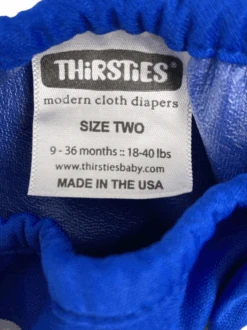 THiRSTiES
modern cloth diapers
SIZE TWO
9 - 36 months :: 18-40 lbs
www.thirstiesbaby.com
MADE IN THE USA